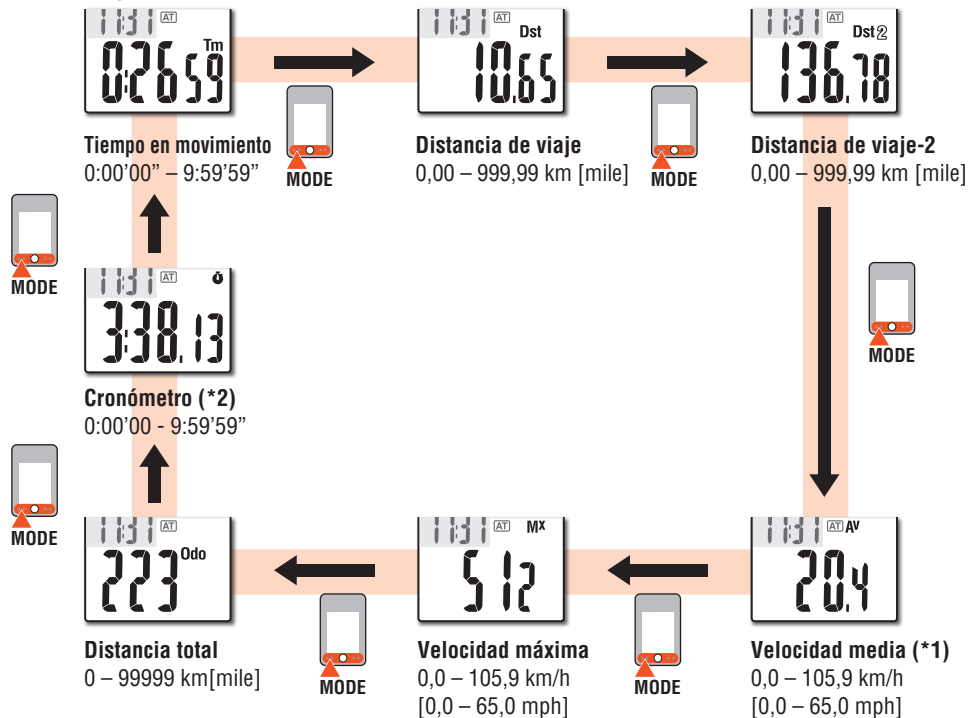 11:31 AT
Tm
0:26 59
Tiempo en movimiento
0:00’00” – 9:59’59”
MODE
11:31 AT
Dst
10.65
Distancia de viaje
0,00 – 999,99 km [mile]
MODE
11:31 AT
Dst2
136.78
Distancia de viaje-2
0,00 – 999,99 km [mile]
MODE
11:31 AT AV
20.4
Velocidad media (*1)
0,0 – 105,9 km/h
[0,0 – 65,0 mph]
MODE
11:31 AT MX
512
Velocidad máxima
0,0 – 105,9 km/h
[0,0 – 65,0 mph]
MODE
11:31 AT
Odo
223
Distancia total
0 – 99999 km[mile]
MODE
11:31 AT
3:38.13
Cronómetro (*2)
0:00’00 - 9:59’59”
MODE